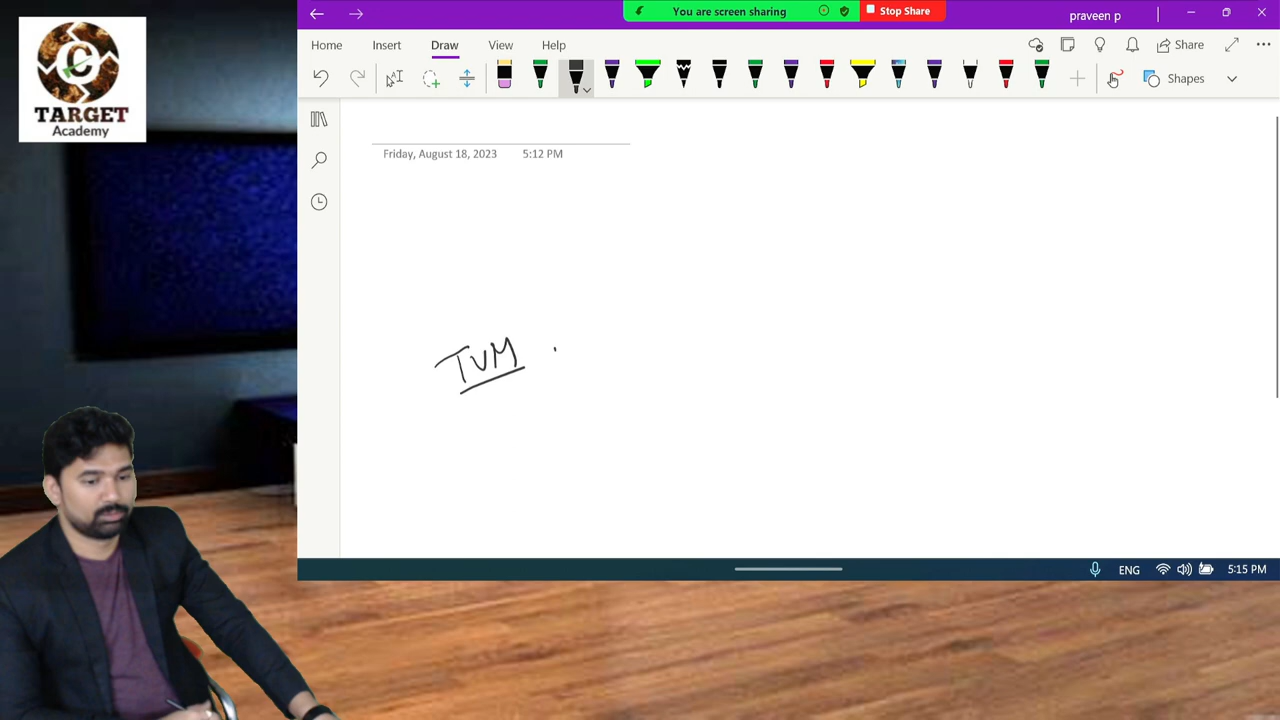 You are screen sharing
Stop Share
praveen p
TARGET
Academy
Home Insert Draw View Help
Share
Shapes
Friday, August 18, 2023 5:12 PM
TVM
ENG 5:15 PM